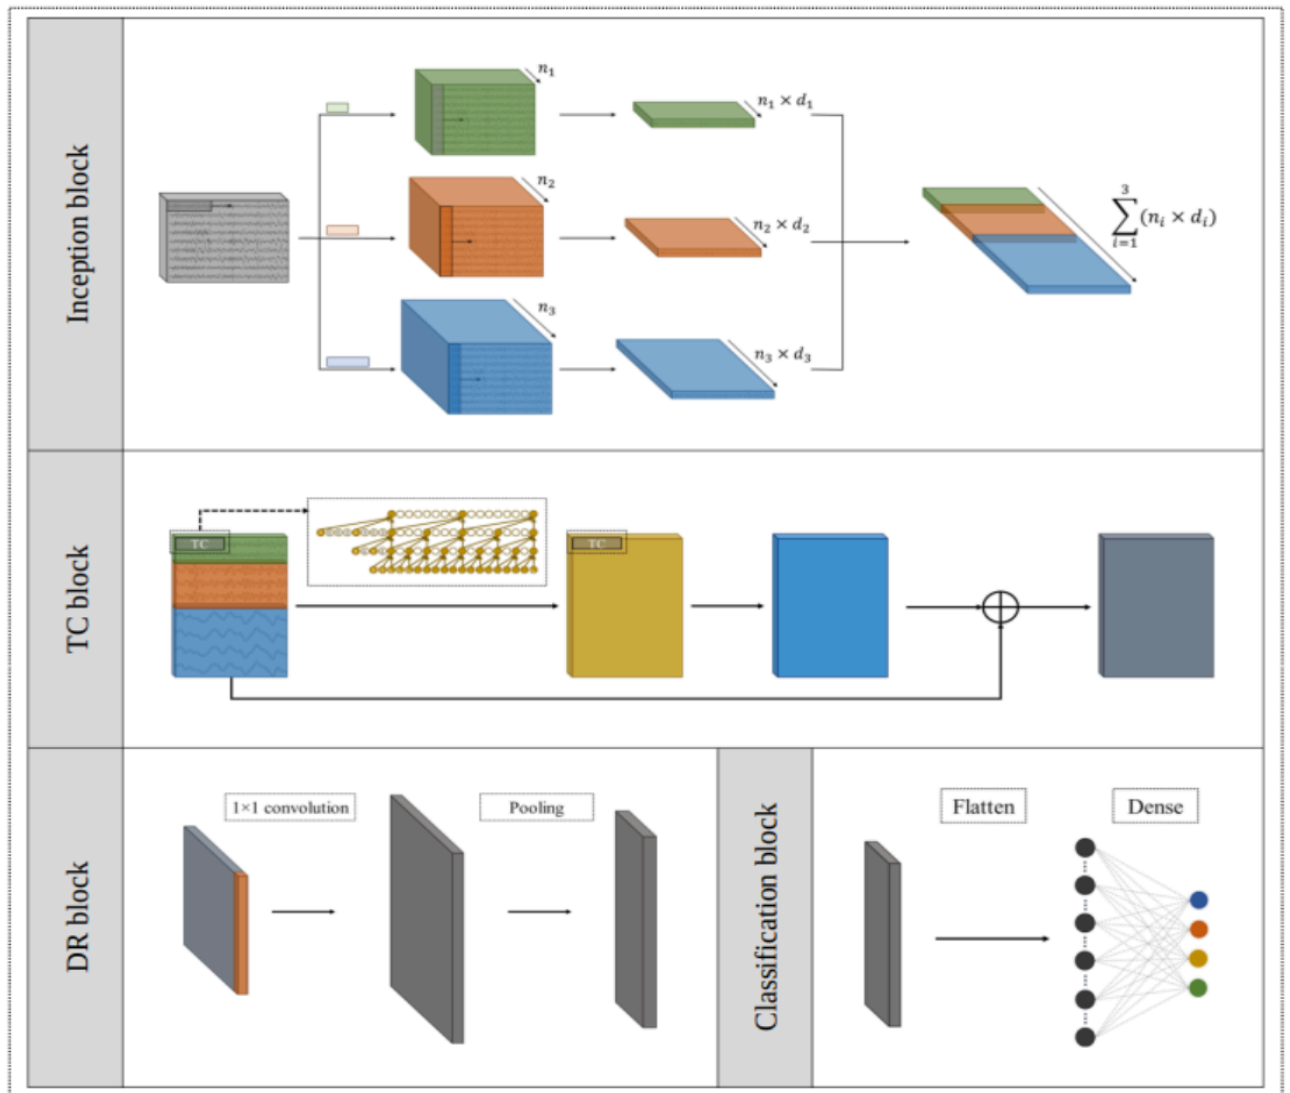 Inception block
n₁
n₁ × d₁
n₂
n₂ × d₂
n₃
n₃ × d₃
3
∑(nᵢ × dᵢ)
i=1
TC block
TC
TC
DR block
1×1 convolution
Pooling
Classification block
Flatten
Dense